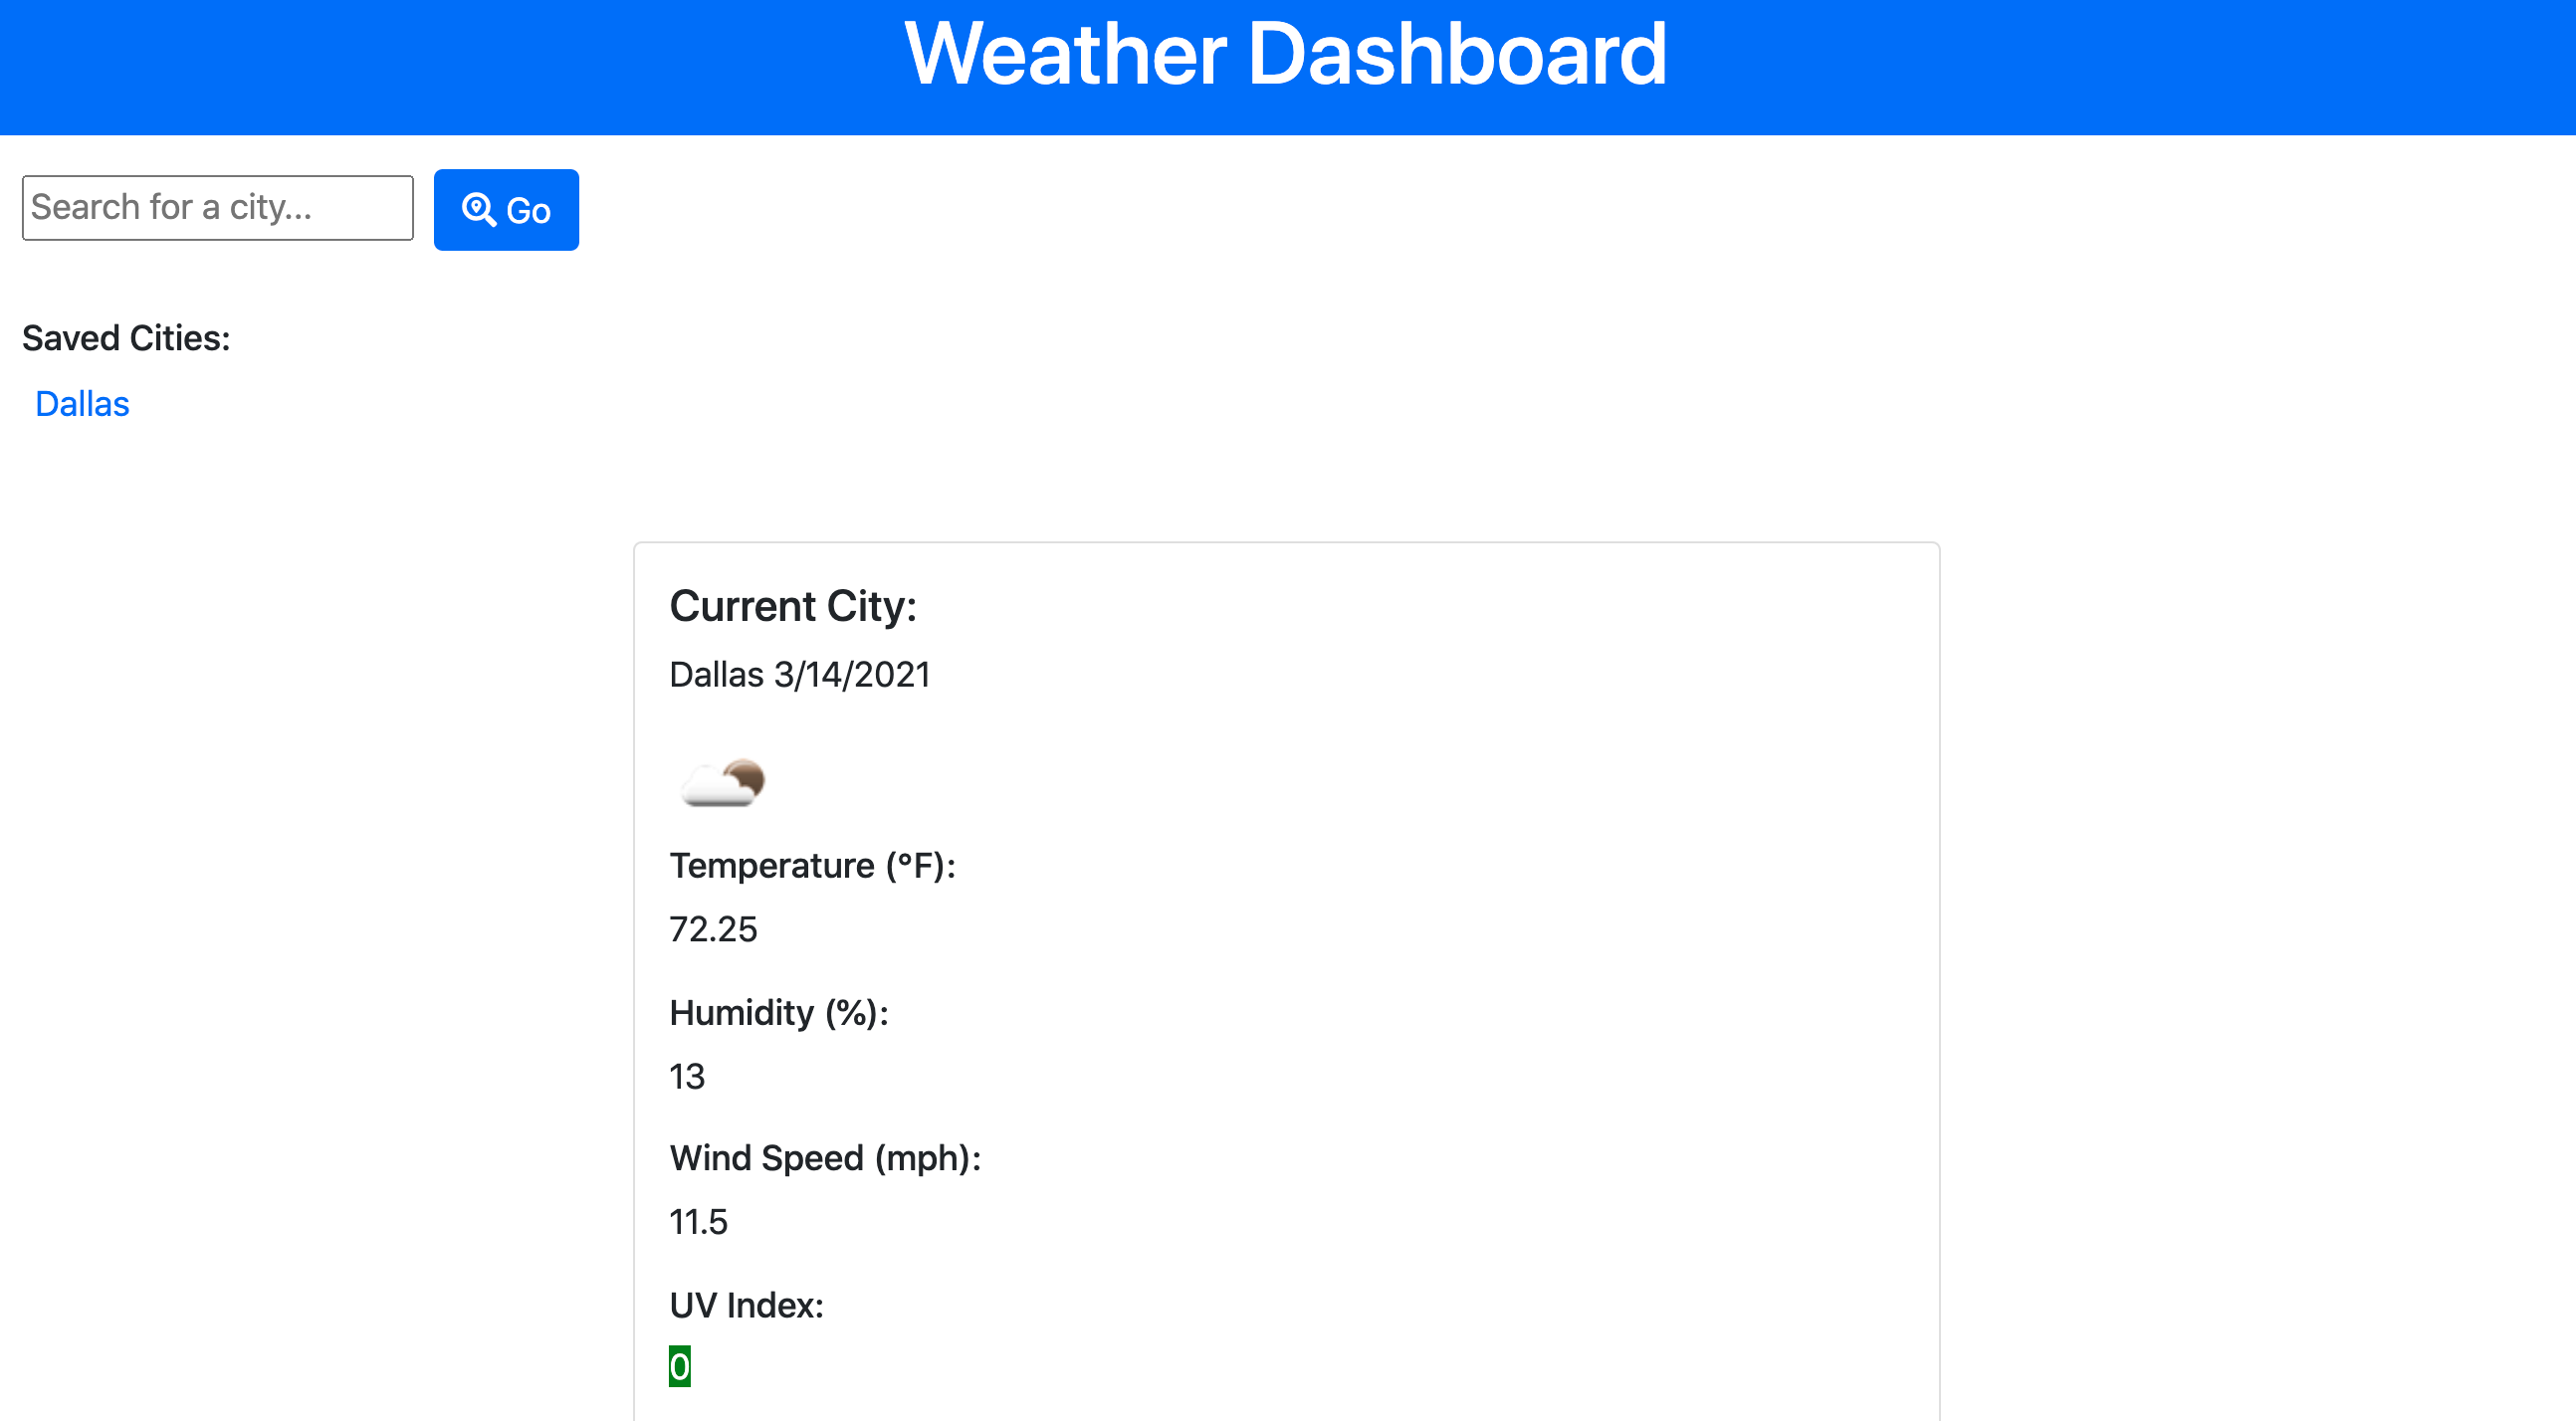 Weather Dashboard
Search for a city...
Go
Saved Cities:
Dallas
Current City:
Dallas 3/14/2021
Temperature (°F):
72.25
Humidity (%):
13
Wind Speed (mph):
11.5
UV Index:
0